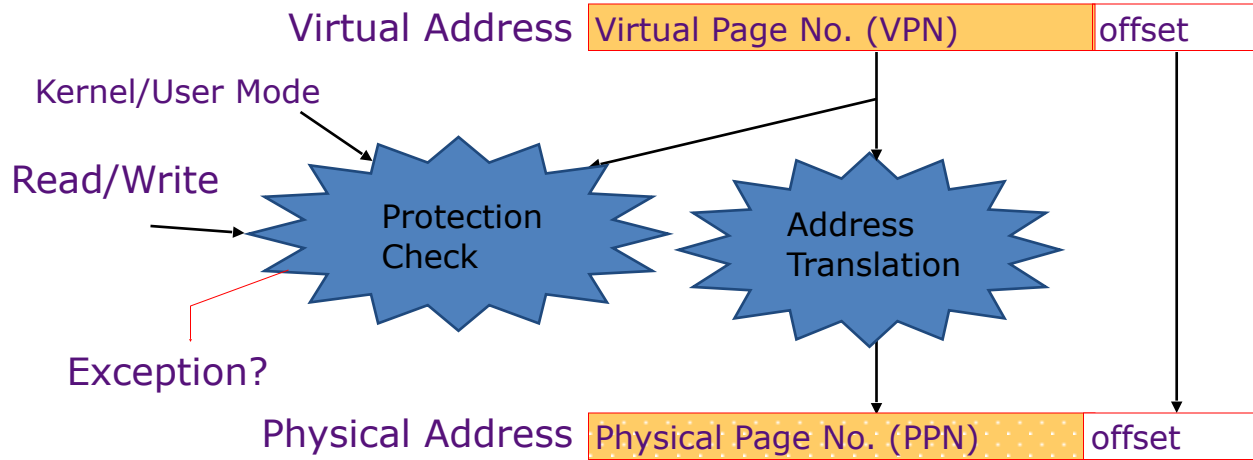 Virtual Address
Virtual Page No. (VPN)
offset
Kernel/User Mode
Read/Write
Protection
Check
Address
Translation
Exception?
Physical Address
Physical Page No. (PPN)
offset